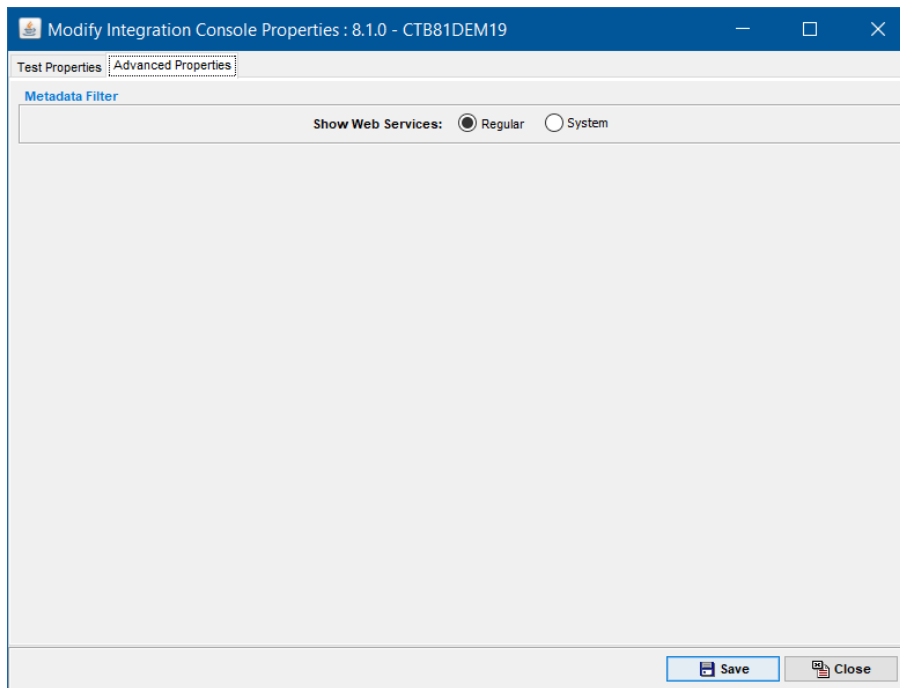 Modify Integration Console Properties : 8.1.0 - CTB81DEM19
Test Properties Advanced Properties
Metadata Filter
Show Web Services: Regular System
Save Close